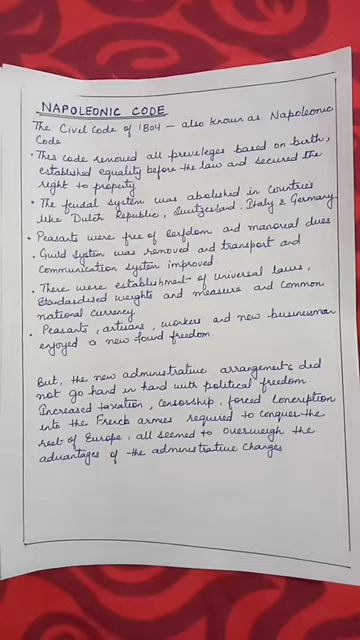 NAPOLEONIC CODE
The Civil Code of 1804 - also known as Napoleonic
Code
• This code removed all previleges based on birth,
established equality before the law and secured the
right to property
• The feudal system was abolished in Countries
like Dutch Republic, Switzerland, Italy & Germany
• Peasants were free of Serfdom and manorial dues
• Guild system was removed and transport and
communication system improved
• There were establishment of universal laws,
Standardised weights and measure and common
national currency
• Peasants, artisans, workers and new businessman
enjoyed a new found freedom.
But, the new administrative arrangements did
not go hand in hand with political freedom.
Increased taxation, censorship, forced Conscription
into the French armes required to conquer the
rest of Europe, all seemed to overweigh the
advantages of the administrative changes